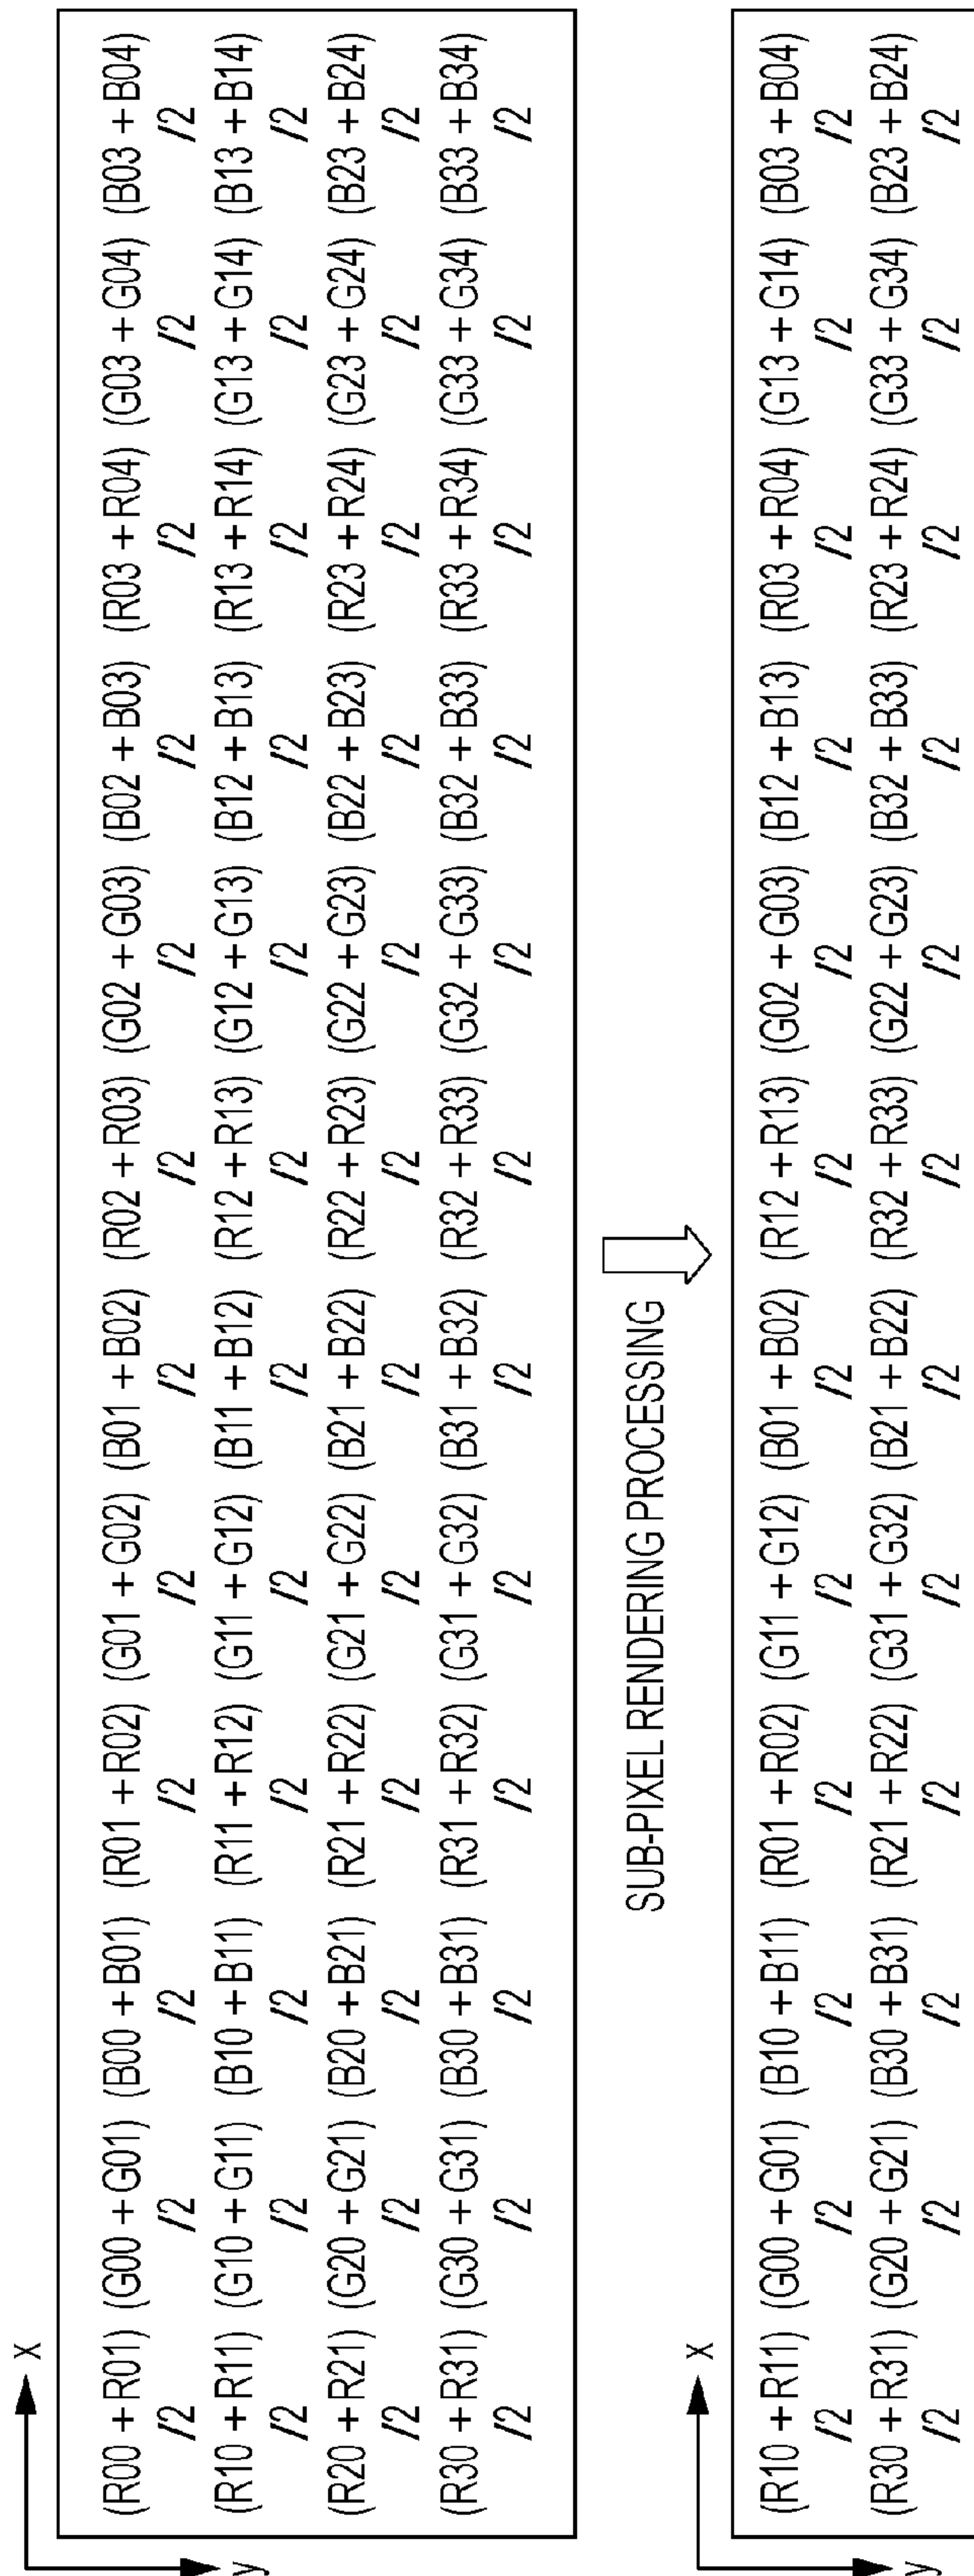 x
y
(R00 + R01) (G00 + G01) (B00 + B01) (R01 + R02) (G01 + G02) (B01 + B02) (R02 + R03) (G02 + G03) (B02 + B03) (R03 + R04) (G03 + G04) (B03 + B04)
/2 /2 /2 /2 /2 /2 /2 /2 /2 /2 /2 /2
(R10 + R11) (G10 + G11) (B10 + B11) (R11 + R12) (G11 + G12) (B11 + B12) (R12 + R13) (G12 + G13) (B12 + B13) (R13 + R14) (G13 + G14) (B13 + B14)
/2 /2 /2 /2 /2 /2 /2 /2 /2 /2 /2 /2
(R20 + R21) (G20 + G21) (B20 + B21) (R21 + R22) (G21 + G22) (B21 + B22) (R22 + R23) (G22 + G23) (B22 + B23) (R23 + R24) (G23 + G24) (B23 + B24)
/2 /2 /2 /2 /2 /2 /2 /2 /2 /2 /2 /2
(R30 + R31) (G30 + G31) (B30 + B31) (R31 + R32) (G31 + G32) (B31 + B32) (R32 + R33) (G32 + G33) (B32 + B33) (R33 + R34) (G33 + G34) (B33 + B34)
/2 /2 /2 /2 /2 /2 /2 /2 /2 /2 /2 /2
SUB-PIXEL RENDERING PROCESSING
x
y
(R10 + R11) (G00 + G01) (B10 + B11) (R01 + R02) (G11 + G12) (B01 + B02) (R12 + R13) (G02 + G03) (B12 + B13) (R03 + R04) (G13 + G14) (B03 + B04)
/2 /2 /2 /2 /2 /2 /2 /2 /2 /2 /2 /2
(R30 + R31) (G20 + G21) (B30 + B31) (R21 + R22) (G31 + G32) (B21 + B22) (R32 + R33) (G22 + G23) (B32 + B33) (R23 + R24) (G33 + G34) (B23 + B24)
/2 /2 /2 /2 /2 /2 /2 /2 /2 /2 /2 /2